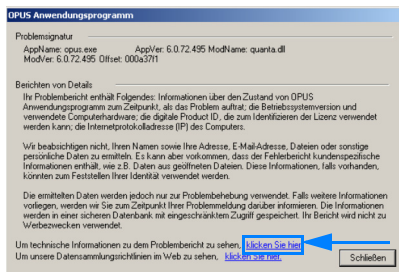 OPUS Anwendungsprogramm
Problemsignatur
AppName: opus.exe AppVer: 6.0.72.495 ModName: quanta.dll
ModVer: 6.0.72.495 Offset: 000a37f1
Berichten von Details
Ihr Problembericht enthält Folgendes: Informationen über den Zustand von OPUS
Anwendungsprogramm zum Zeitpunkt, als das Problem auftrat; die Betriebssystemversion und
verwendete Computerhardware; die digitale Product ID, die zum Identifizieren der Lizenz verwendet
werden kann; die Internetprotokolladresse (IP) des Computers.
Wir beabsichtigen nicht, Ihren Namen sowie Ihre Adresse, E-Mail-Adresse, Dateien oder sonstige
persönliche Daten zu ermitteln. Es kann aber vorkommen, dass der Fehlerbericht kundenspezifische
Informationen enthält, wie z.B. Daten aus geöffneten Dateien. Diese Informationen, falls vorhanden,
könnten zum Feststellen Ihrer Identität verwendet werden.
Die ermittelten Daten werden jedoch nur zur Problembehebung verwendet. Falls weitere Informationen
vorliegen, werden wir Sie zum Zeitpunkt Ihrer Problemmeldung darüber informieren. Die Informationen
werden in einer sicheren Datenbank mit eingeschränktem Zugriff gespeichert. Ihr Bericht wird nicht zu
Werbezwecken verwendet.
Um technische Informationen zu dem Problembericht zu sehen, klicken Sie hier
Um unsere Datensammlungsrichtlinien im Web zu sehen, klicken Sie hier.
Schließen